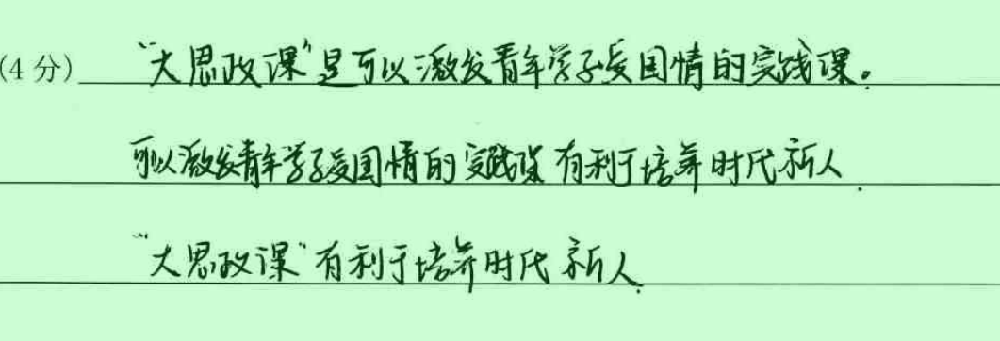 (4 分) “大思政课”是可以激发青年学子爱国情的实践课。
可以激发青年学子爱国情的实践课有利于培养时代新人.
“大思政课”有利于培养时代新人.